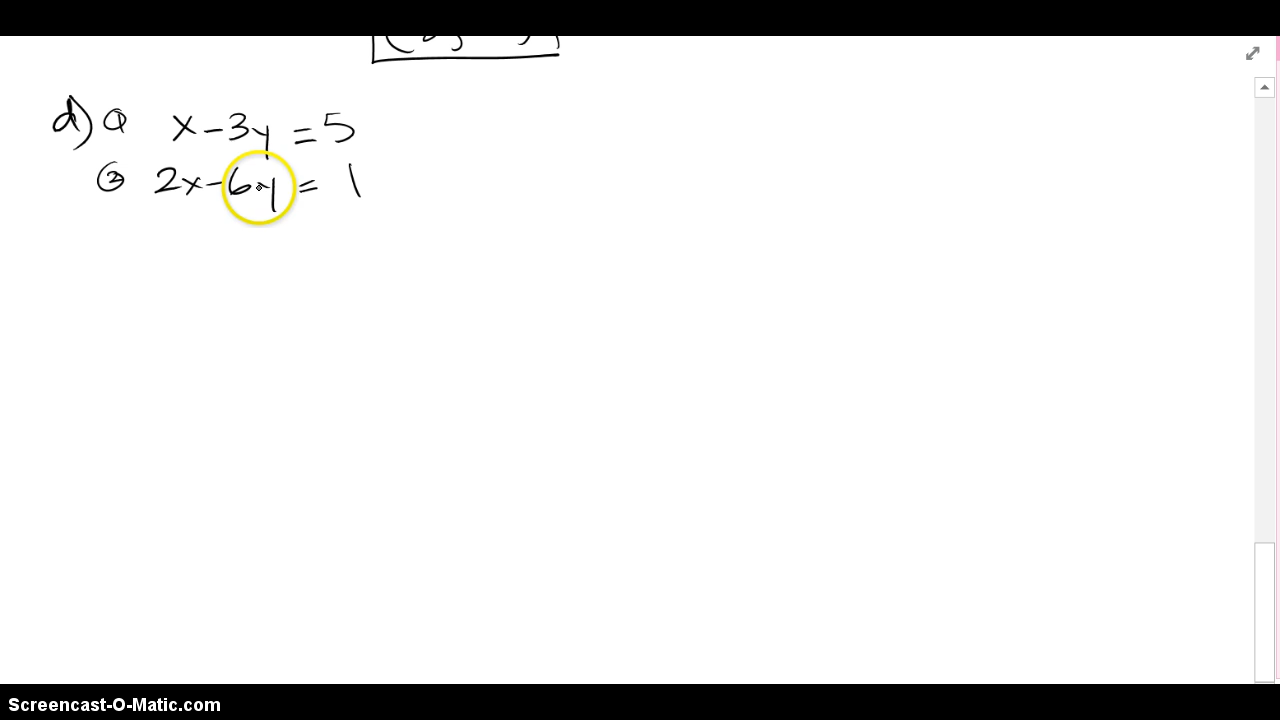 d) ① x-3y = 5
② 2x-6y = 1
Screencast-O-Matic.com